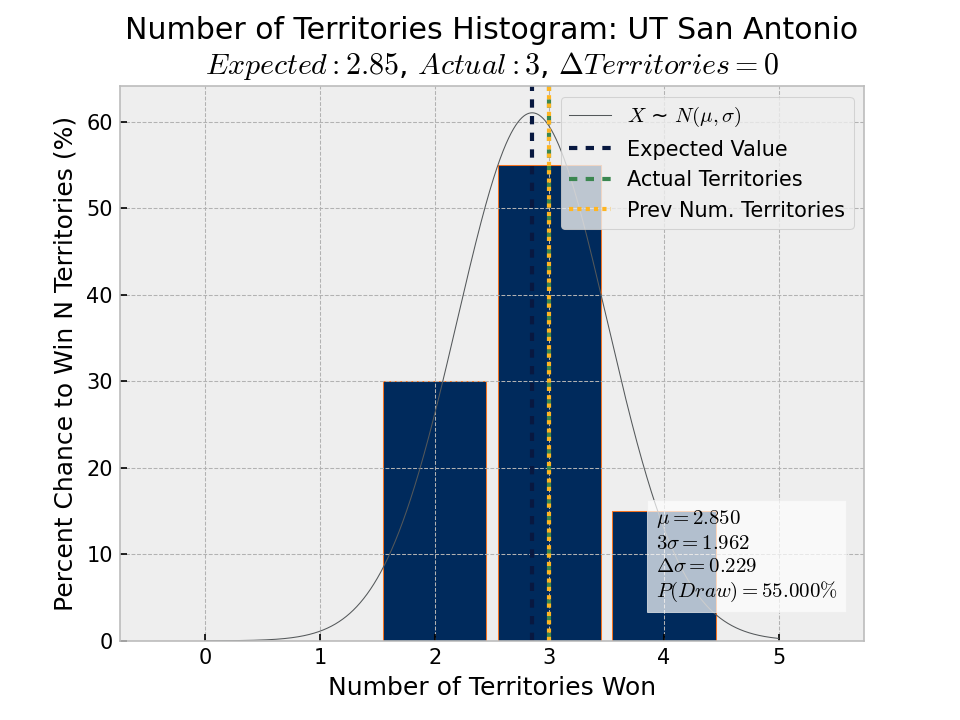 Number of Territories Histogram: UT San Antonio
Expected : 2.85, Actual : 3, ΔTerritories = 0
Percent Chance to Win N Territories (%)
60
50
40
30
20
10
0
X ~ N(μ, σ)
Expected Value
Actual Territories
Prev Num. Territories
μ = 2.850
3σ = 1.962
Δσ = 0.229
P(Draw) = 55.000%
0 1 2 3 4 5
Number of Territories Won